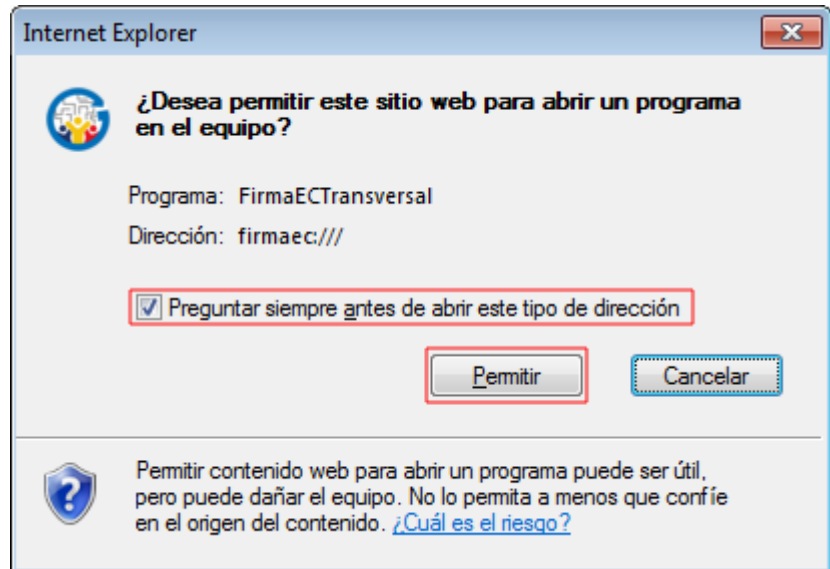 Internet Explorer
¿Desea permitir este sitio web para abrir un programa
en el equipo?
Programa: FirmaECTransversal
Dirección: firmaec:///
Preguntar siempre antes de abrir este tipo de dirección
Permitir Cancelar
Permitir contenido web para abrir un programa puede ser útil,
pero puede dañar el equipo. No lo permita a menos que confíe
en el origen del contenido. ¿Cuál es el riesgo?